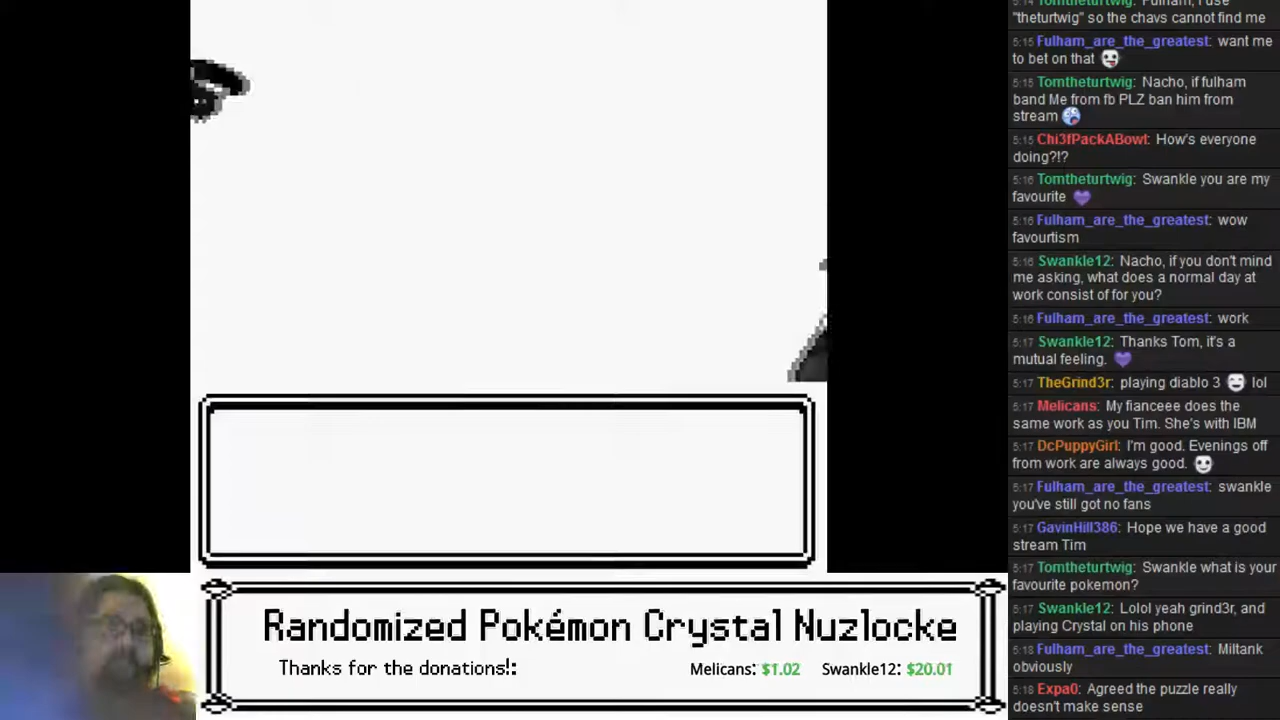 5:14 Tomtheturtwig: Fulham, I use
"theturtwig" so the chavs cannot find me
5:15 Fulham_are_the_greatest: want me
to bet on that
5:15 Tomtheturtwig: Nacho, if fulham
band Me from fb PLZ ban him from
stream
5:15 Chi3fPackABowl: How's everyone
doing?!?
5:16 Tomtheturtwig: Swankle you are my
favourite
5:16 Fulham_are_the_greatest: wow
favourtism
5:16 Swankle12: Nacho, if you don't mind
me asking, what does a normal day at
work consist of for you?
5:16 Fulham_are_the_greatest: work
5:17 Swankle12: Thanks Tom, it's a
mutual feeling.
5:17 TheGrind3r: playing diablo 3 lol
5:17 Melicans: My fianceee does the
same work as you Tim. She's with IBM
5:17 DcPuppyGirl: I'm good. Evenings off
from work are always good.
5:17 Fulham_are_the_greatest: swankle
you've still got no fans
5:17 GavinHill386: Hope we have a good
stream Tim
5:17 Tomtheturtwig: Swankle what is your
favourite pokemon?
5:17 Swankle12: Lolol yeah grind3r, and
playing Crystal on his phone
5:18 Fulham_are_the_greatest: Miltank
obviously
5:18 Expa0: Agreed the puzzle really
doesn't make sense
Randomized Pokémon Crystal Nuzlocke
Thanks for the donations!: Melicans: $1.02 Swankle12: $20.01